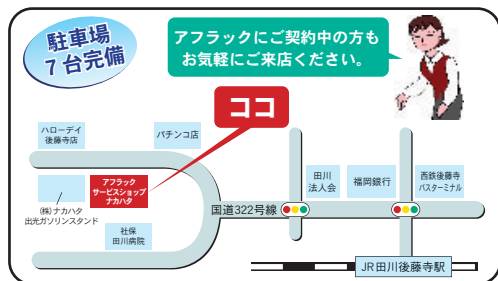 駐車場
7台完備
アフラックにご契約中の方も
お気軽にご来店ください。
ココ
ハローデイ
後藤寺店
パチンコ店
アフラック
サービスショップ
ナカハタ
(株)ナカハタ
出光ガソリンスタンド
社保
田川病院
国道322号線
田川
法人会
福岡銀行
西鉄後藤寺
バスターミナル
JR田川後藤寺駅